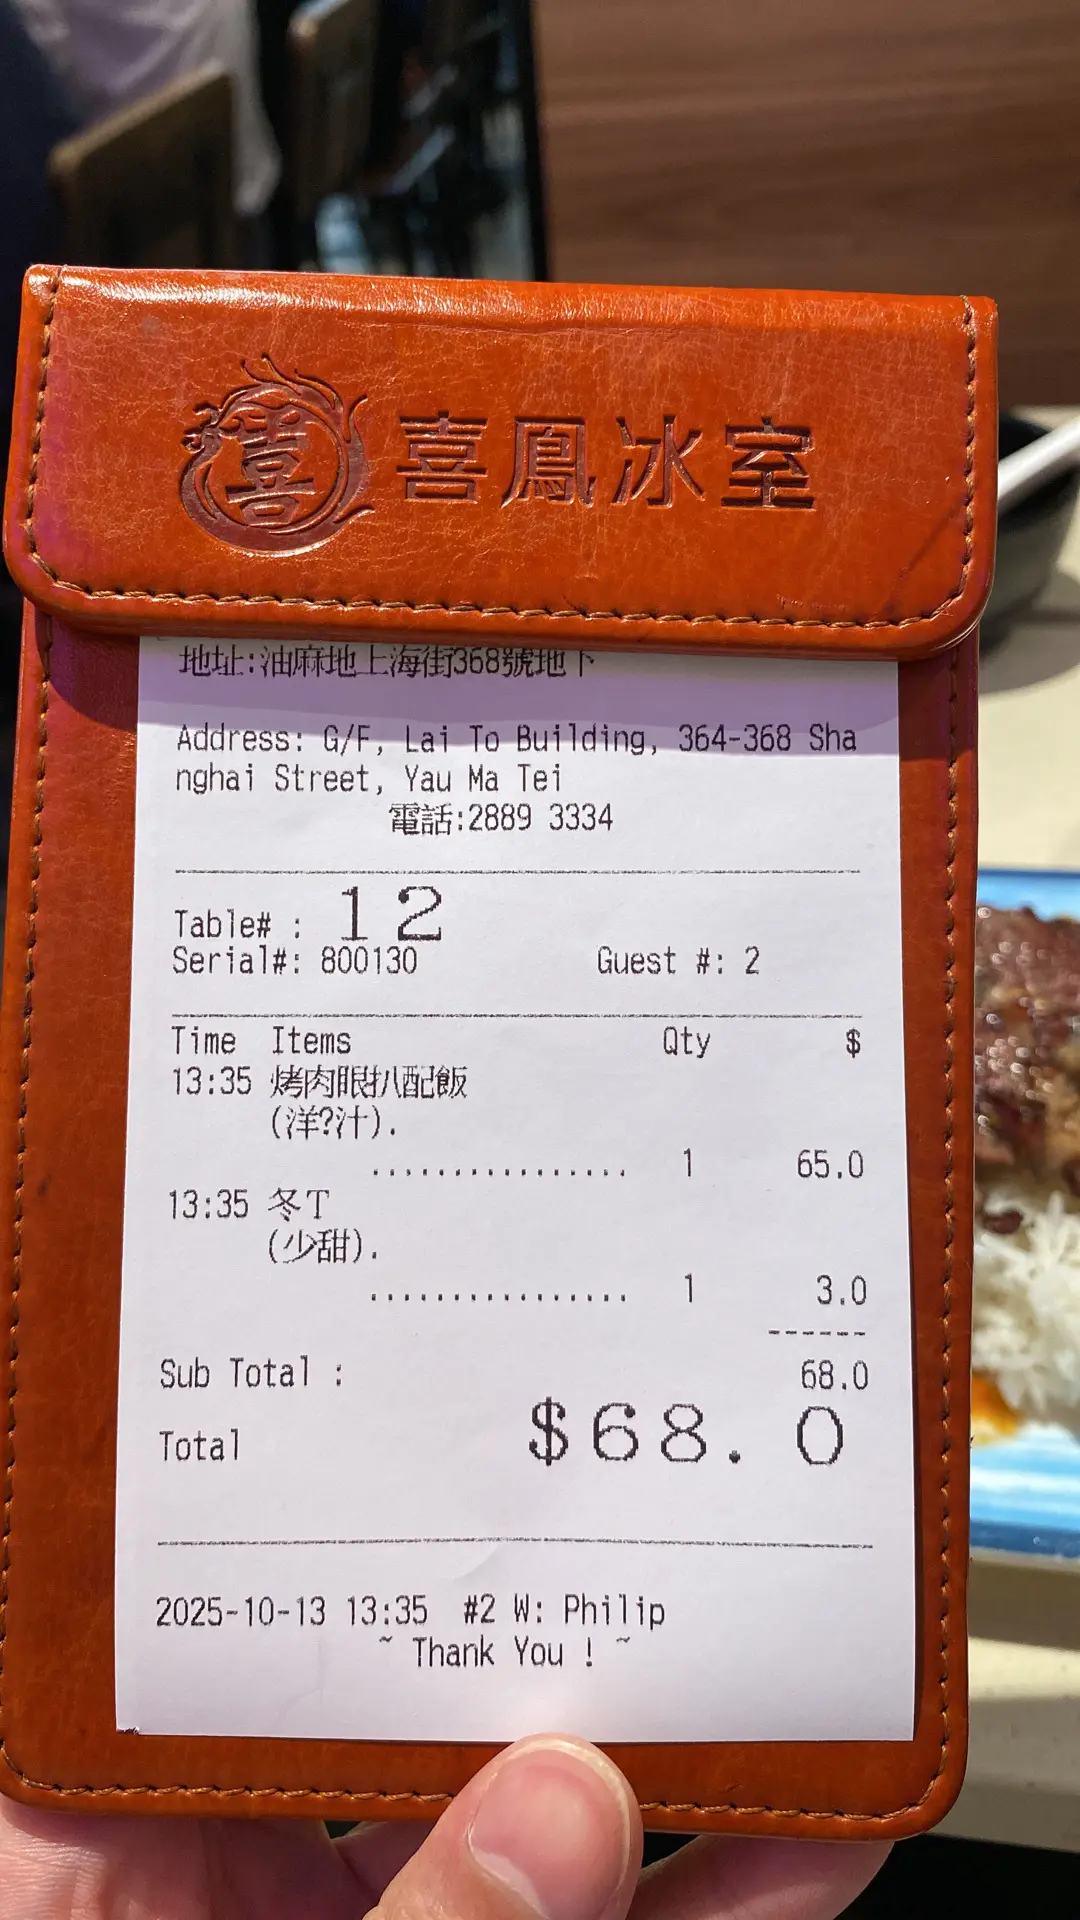 囍 喜鳳冰室
地址:油麻地上海街368號地下
Address: G/F, Lai To Building, 364-368 Sha
nghai Street, Yau Ma Tei
電話:2889 3334
Table# : 12
Serial#: 800130 Guest #: 2
Time Items Qty $
13:35 烤肉眼扒配飯
(洋?汁).
................ 1 65.0
13:35 冬T
(少甜).
................ 1 3.0
------
Sub Total : 68.0
Total $68.0
2025-10-13 13:35 #2 W: Philip
~ Thank You ! ~